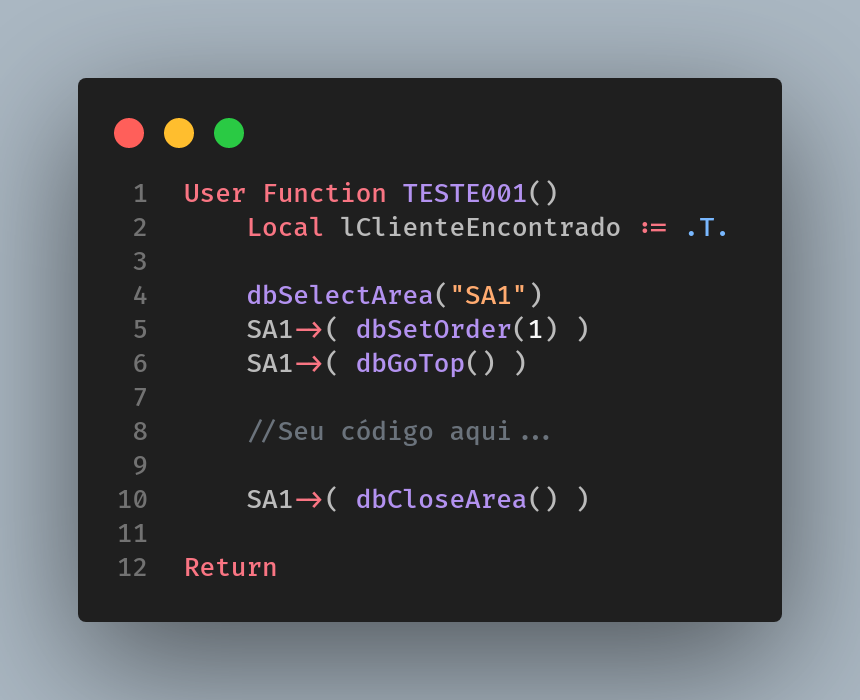 1 User Function TESTE001()
2 Local lClienteEncontrado := .T.
3
4 dbSelectArea("SA1")
5 SA1->( dbSetOrder(1) )
6 SA1->( dbGoTop() )
7
8 //Seu código aqui...
9
10 SA1->( dbCloseArea() )
11
12 Return